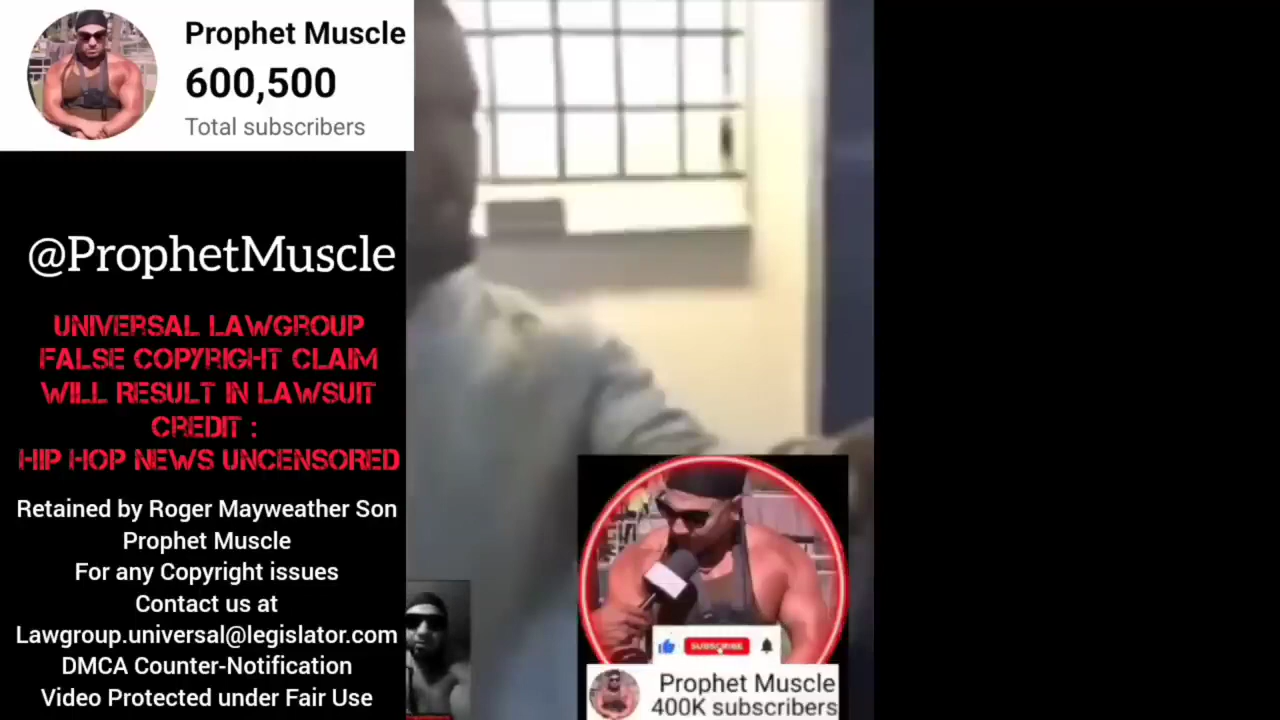 Prophet Muscle
600,500
Total subscribers
@ProphetMuscle
UNIVERSAL LAWGROUP
FALSE COPYRIGHT CLAIM
WILL RESULT IN LAWSUIT
CREDIT :
HIP HOP NEWS UNCENSORED
Retained by Roger Mayweather Son
Prophet Muscle
For any Copyright issues
Contact us at
Lawgroup.universal@legislator.com
DMCA Counter-Notification
Video Protected under Fair Use
SUBSCRIBE
Prophet Muscle
400K subscribers